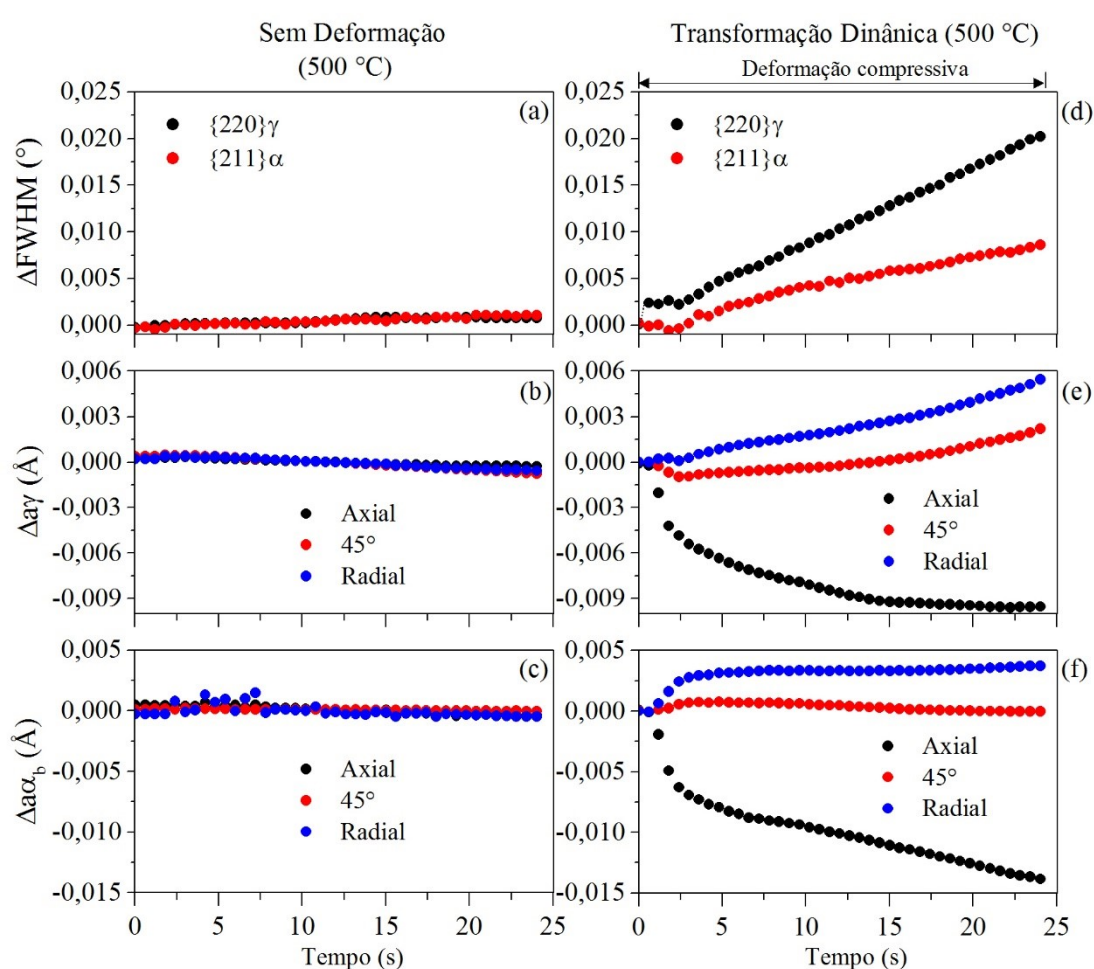 Sem Deformação
(500 °C)
Transformação Dinânica (500 °C)
Deformação compressiva
0,025
0,020
0,015
0,010
0,005
0,000
ΔFWHM (°)
(a)
{220}γ
{211}α
0,025
0,020
0,015
0,010
0,005
0,000
(d)
{220}γ
{211}α
0,006
0,003
0,000
-0,003
-0,006
-0,009
Δaγ (Å)
(b)
Axial
45°
Radial
0,006
0,003
0,000
-0,003
-0,006
-0,009
(e)
Axial
45°
Radial
0,005
0,000
-0,005
-0,010
-0,015
Δaα_b (Å)
(c)
Axial
45°
Radial
0 5 10 15 20 25
Tempo (s)
0,005
0,000
-0,005
-0,010
-0,015
(f)
Axial
45°
Radial
0 5 10 15 20 25
Tempo (s)